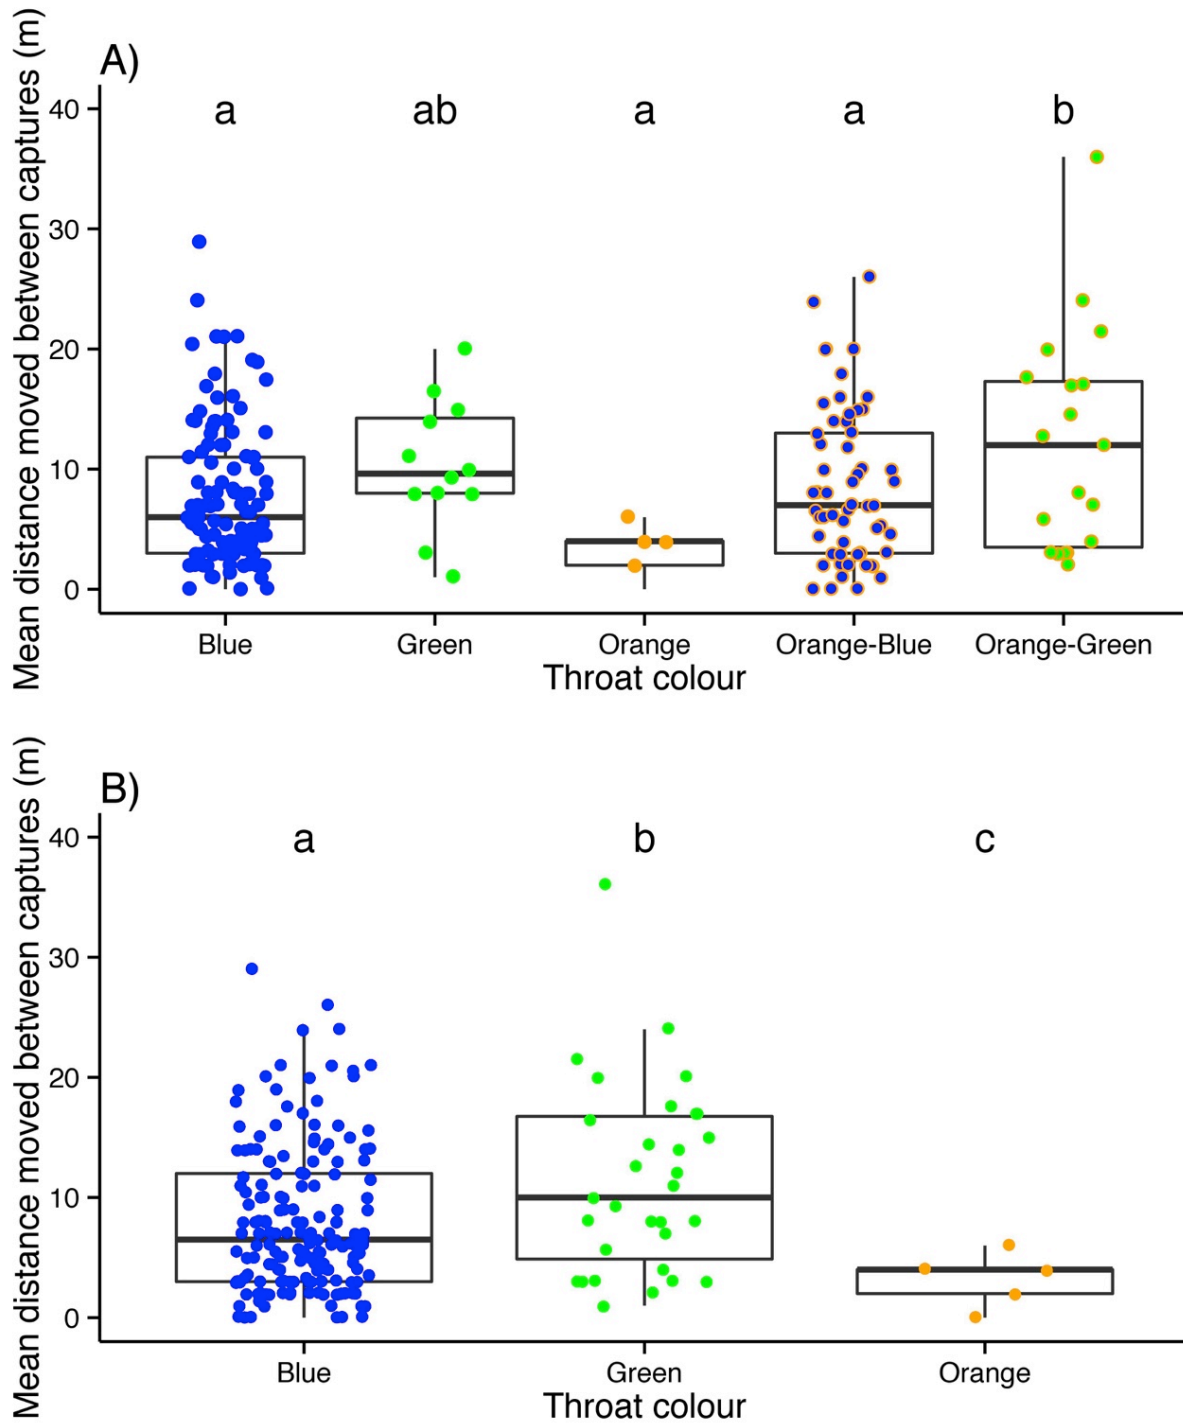 A)
Mean distance moved between captures (m)
a ab a a b
40
30
20
10
0
Blue Green Orange Orange-Blue Orange-Green
Throat colour
B)
Mean distance moved between captures (m)
a b c
40
30
20
10
0
Blue Green Orange
Throat colour